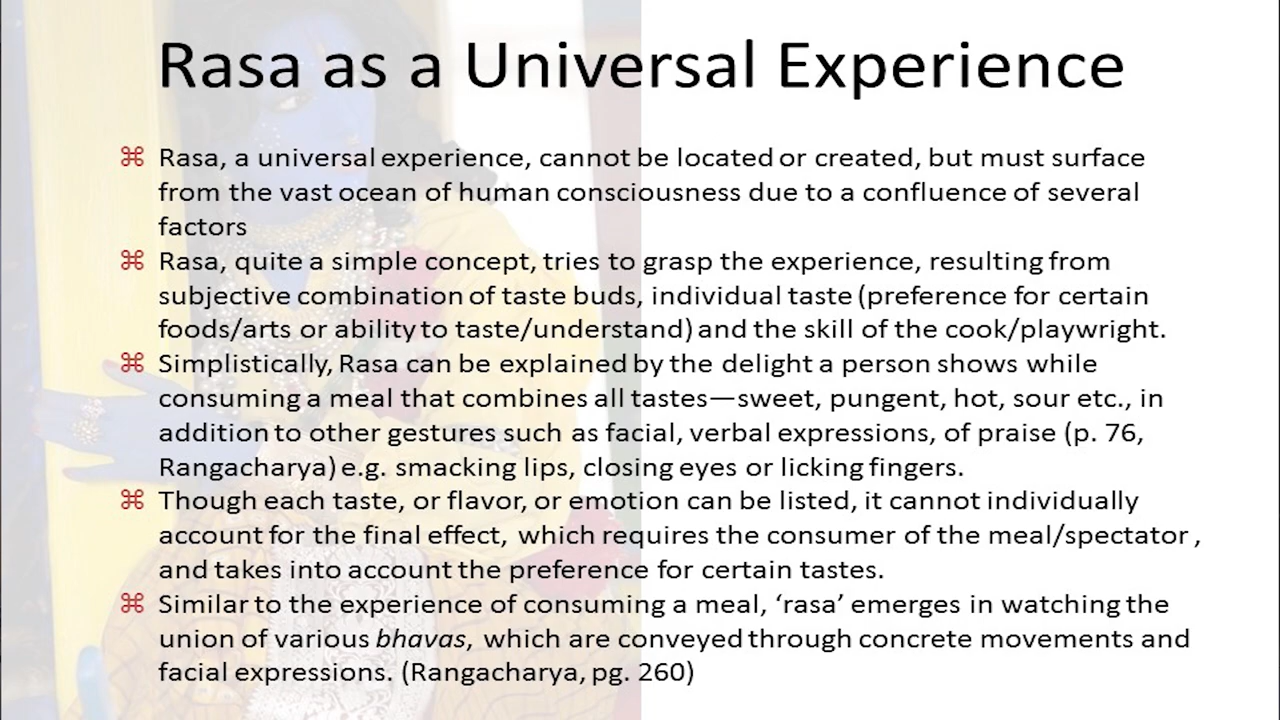 Rasa as a Universal Experience
⌘ Rasa, a universal experience, cannot be located or created, but must surface
from the vast ocean of human consciousness due to a confluence of several
factors
⌘ Rasa, quite a simple concept, tries to grasp the experience, resulting from
subjective combination of taste buds, individual taste (preference for certain
foods/arts or ability to taste/understand) and the skill of the cook/playwright.
⌘ Simplistically, Rasa can be explained by the delight a person shows while
consuming a meal that combines all tastes—sweet, pungent, hot, sour etc., in
addition to other gestures such as facial, verbal expressions, of praise (p. 76,
Rangacharya) e.g. smacking lips, closing eyes or licking fingers.
⌘ Though each taste, or flavor, or emotion can be listed, it cannot individually
account for the final effect, which requires the consumer of the meal/spectator ,
and takes into account the preference for certain tastes.
⌘ Similar to the experience of consuming a meal, ‘rasa’ emerges in watching the
union of various bhavas, which are conveyed through concrete movements and
facial expressions. (Rangacharya, pg. 260)